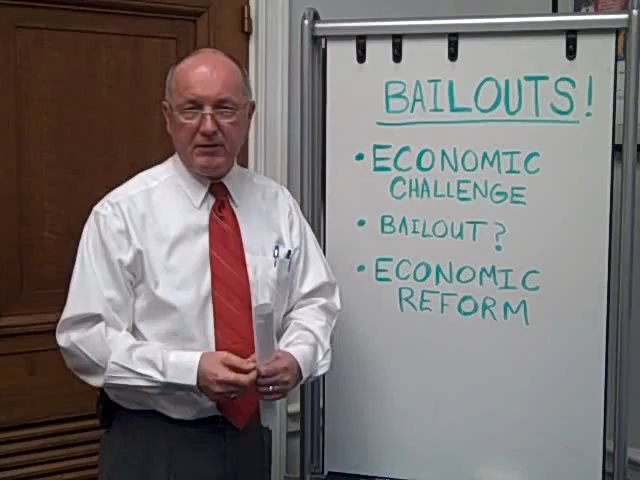 BAILOUTS!
• ECONOMIC
CHALLENGE
• BAILOUT?
• ECONOMIC
REFORM